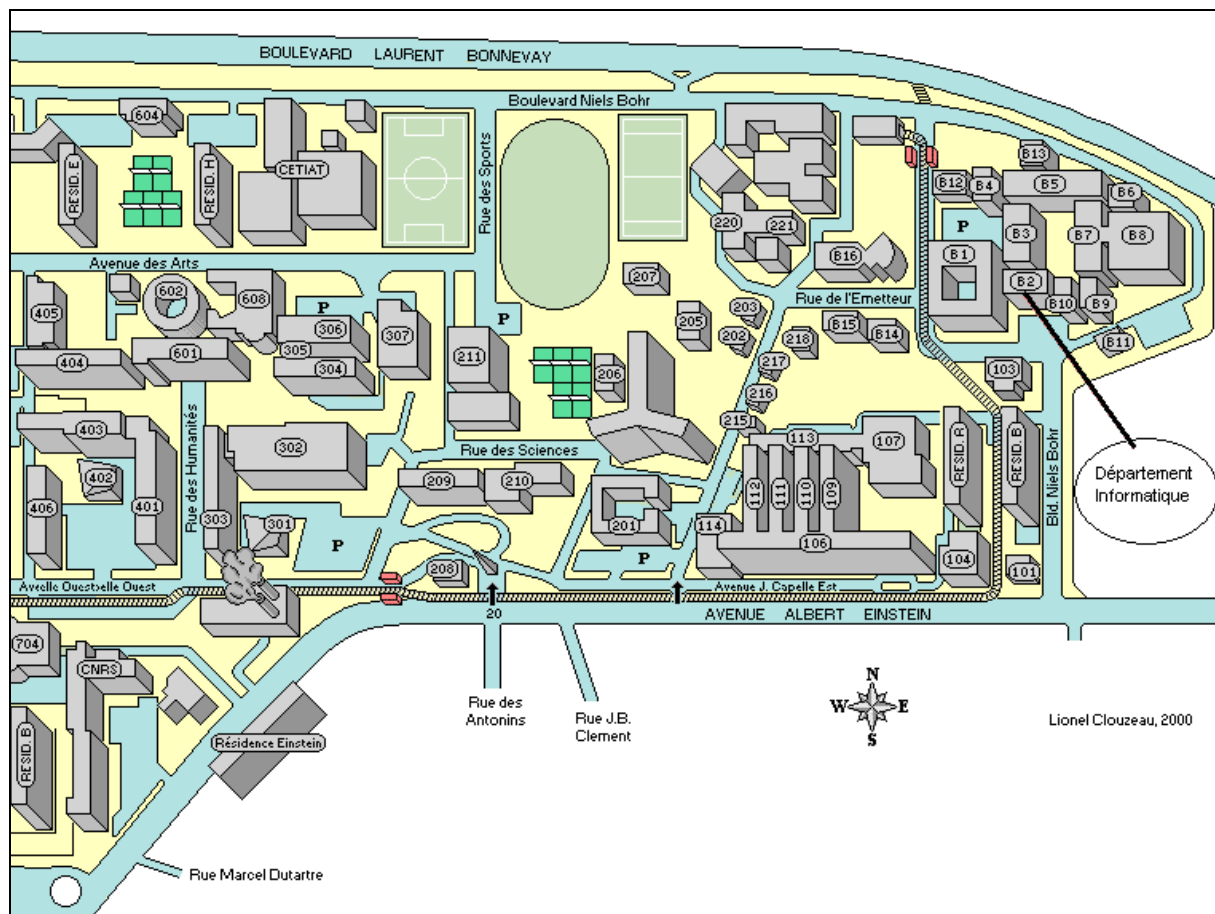 BOULEVARD LAURENT BONNEVAY
Boulevard Niels Bohr
604
RESID. E
RESID. H
CETIAT
Rue des Sports
220
221
B16
B12
B4
B13
B5
B6
P
B3
B7
B8
B1
B2
B10
B9
B11
Avenue des Arts
405
602
608
P
306
305
304
307
404
601
P
211
207
205
203
202
218
217
216
215
206
Rue de l'Emetteur
B15
B14
103
Département
Informatique
403
402
406
401
Rue des Humanités
302
303
301
P
Rue des Sciences
209
210
208
201
P
113
107
112
111
110
109
114
106
RESID. R
RESID. B
104
101
Bld. Niels Bohr
Avelle Ouestbelle Ouest
Avenue J. Capelle Est
20
AVENUE ALBERT EINSTEIN
704
CNRS
RESID. B
Résidence Einstein
Rue des
Antonins
Rue J.B.
Clement
N
W E
S
Lionel Clouzeau, 2000
Rue Marcel Dutartre